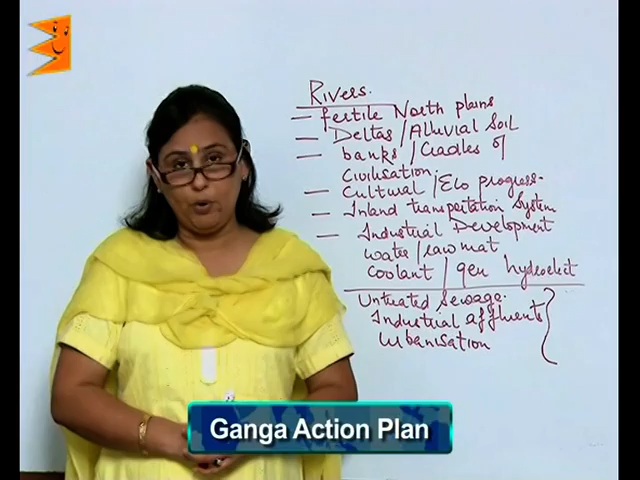 Rivers.
— fertile North plains
— Deltas / Alluvial Soil
— banks / Cradles of
Civilisation
— Cultural / Eco progress.
— Inland transportation System
— Industrial Development
water / raw mat
coolant / gen hydroelect
Untreated Sewage.
Industrial affluents
Urbanisation
Ganga Action Plan